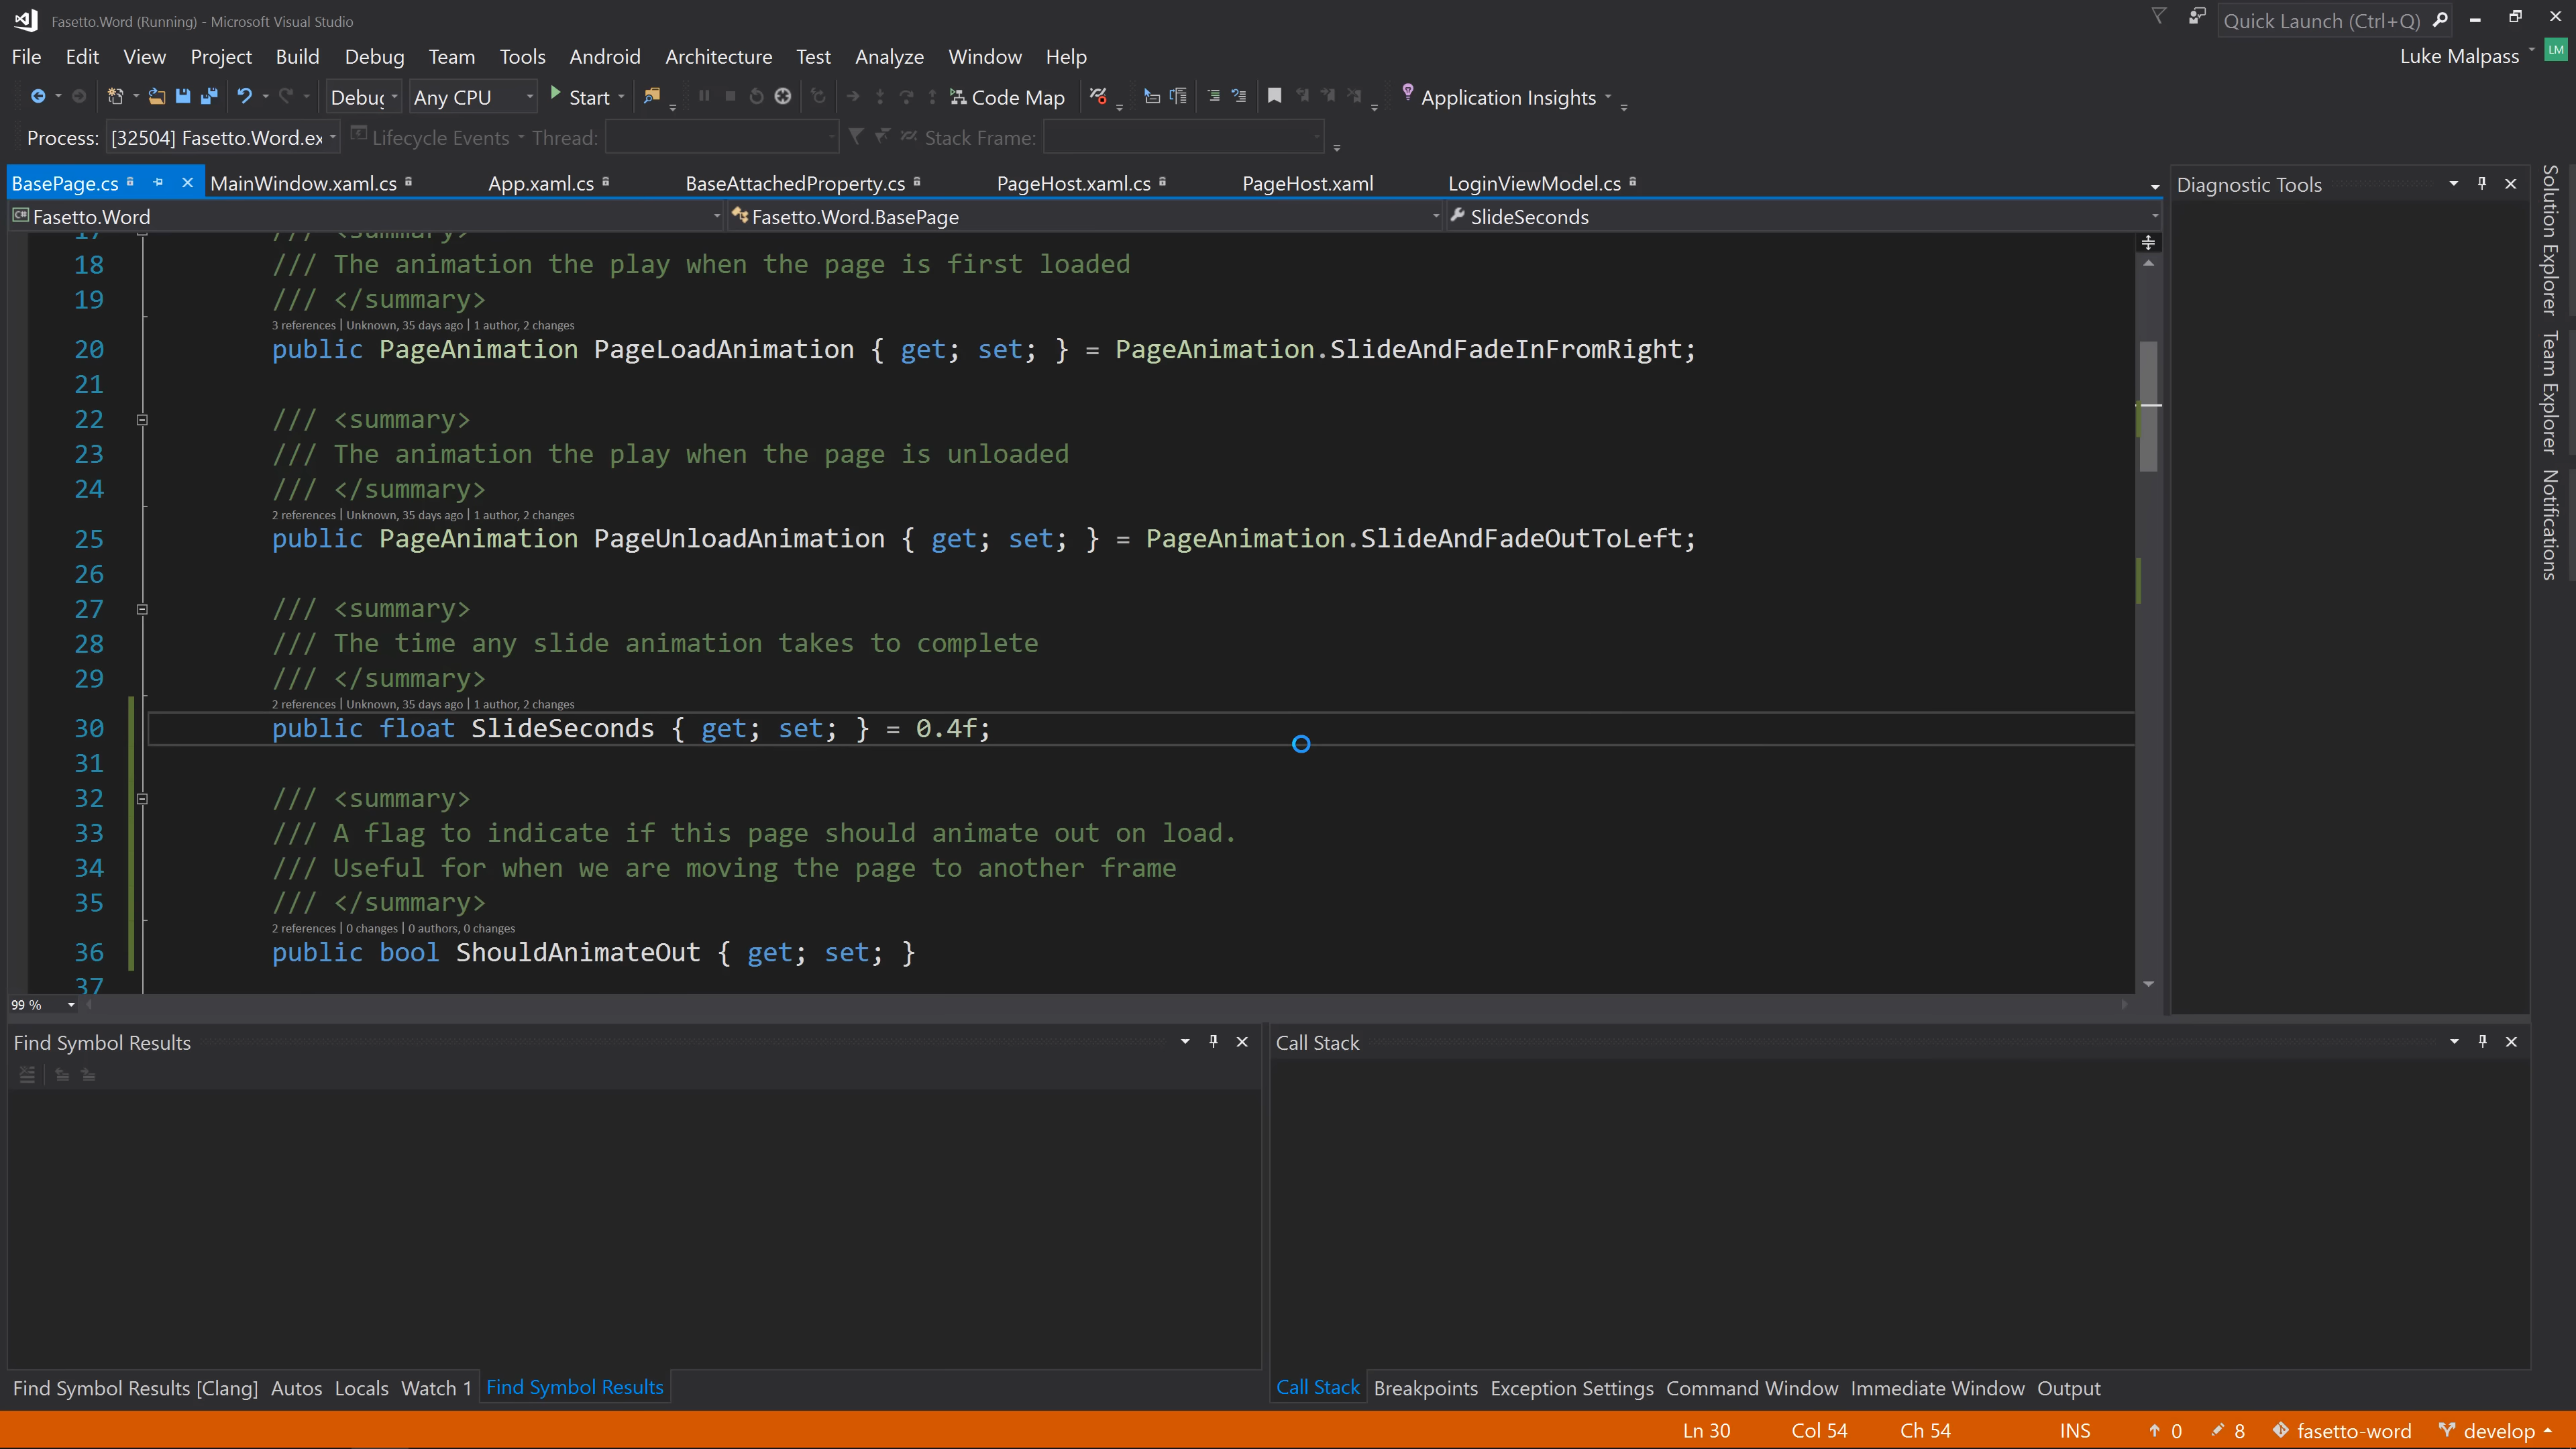 Fasetto.Word (Running) - Microsoft Visual Studio
Quick Launch (Ctrl+Q)
File Edit View Project Build Debug Team Tools Android Architecture Test Analyze Window Help
Luke Malpass LM
Debug Any CPU Start Code Map Application Insights
Process: [32504] Fasetto.Word.ex Lifecycle Events Thread: Stack Frame:
BasePage.cs MainWindow.xaml.cs App.xaml.cs BaseAttachedProperty.cs PageHost.xaml.cs PageHost.xaml LoginViewModel.cs
Diagnostic Tools
Fasetto.Word Fasetto.Word.BasePage SlideSeconds
17 /// <summary>
18 /// The animation the play when the page is first loaded
19 /// </summary>
3 references | Unknown, 35 days ago | 1 author, 2 changes
20 public PageAnimation PageLoadAnimation { get; set; } = PageAnimation.SlideAndFadeInFromRight;
21
22 /// <summary>
23 /// The animation the play when the page is unloaded
24 /// </summary>
2 references | Unknown, 35 days ago | 1 author, 2 changes
25 public PageAnimation PageUnloadAnimation { get; set; } = PageAnimation.SlideAndFadeOutToLeft;
26
27 /// <summary>
28 /// The time any slide animation takes to complete
29 /// </summary>
2 references | Unknown, 35 days ago | 1 author, 2 changes
30 public float SlideSeconds { get; set; } = 0.4f;
31
32 /// <summary>
33 /// A flag to indicate if this page should animate out on load.
34 /// Useful for when we are moving the page to another frame
35 /// </summary>
2 references | 0 changes | 0 authors, 0 changes
36 public bool ShouldAnimateOut { get; set; }
37
99 %
Solution Explorer
Team Explorer
Notifications
Find Symbol Results
Call Stack
Find Symbol Results [Clang] Autos Locals Watch 1 Find Symbol Results
Call Stack Breakpoints Exception Settings Command Window Immediate Window Output
Ln 30 Col 54 Ch 54 INS 0 8 fasetto-word develop